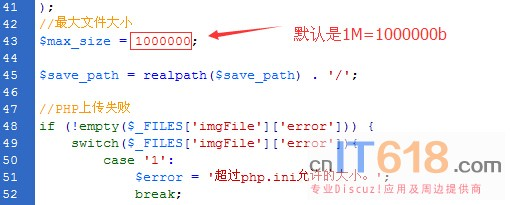 41 );
42 //最大文件大小
43 $max_size = 1000000; 默认是1M=1000000b
44
45 $save_path = realpath($save_path) . '/';
46
47 //PHP上传失败
48 if (!empty($_FILES['imgFile']['error'])) {
49 switch($_FILES['imgFile']['error']){
50 case '1':
51 $error = '超过php.ini允许的大小。';
52 break;
cnIT618.com
专业Discuz!应用及周边提供商